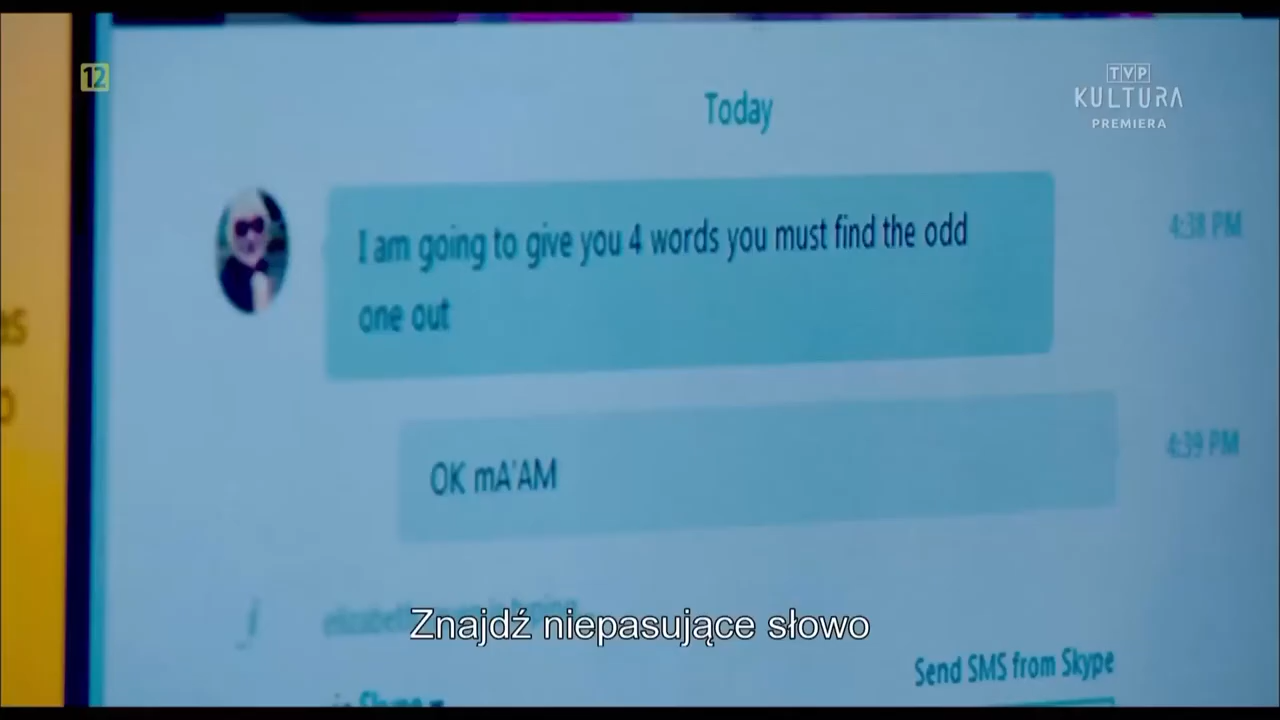 12
TVP
KULTURA
PREMIERA
Today
I am going to give you 4 words you must find the odd
one out
4:38 PM
OK mA'AM
4:39 PM
Znajdź niepasujące słowo
Send SMS from Skype
Skype